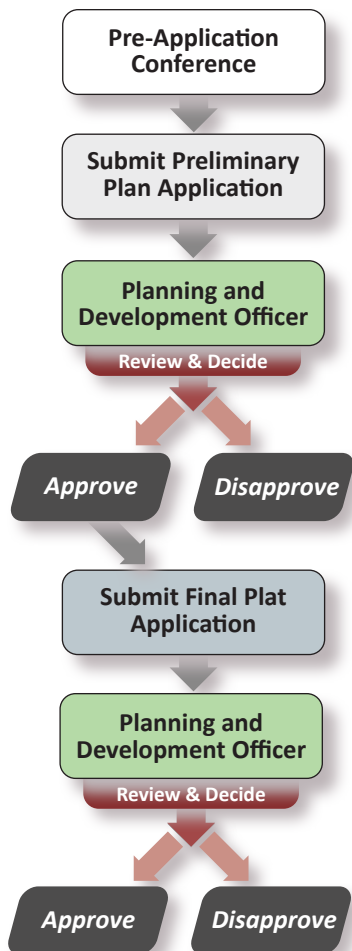 Pre-Application
Conference
Submit Preliminary
Plan Application
Planning and
Development Officer
Review & Decide
Approve
Disapprove
Submit Final Plat
Application
Planning and
Development Officer
Review & Decide
Approve
Disapprove